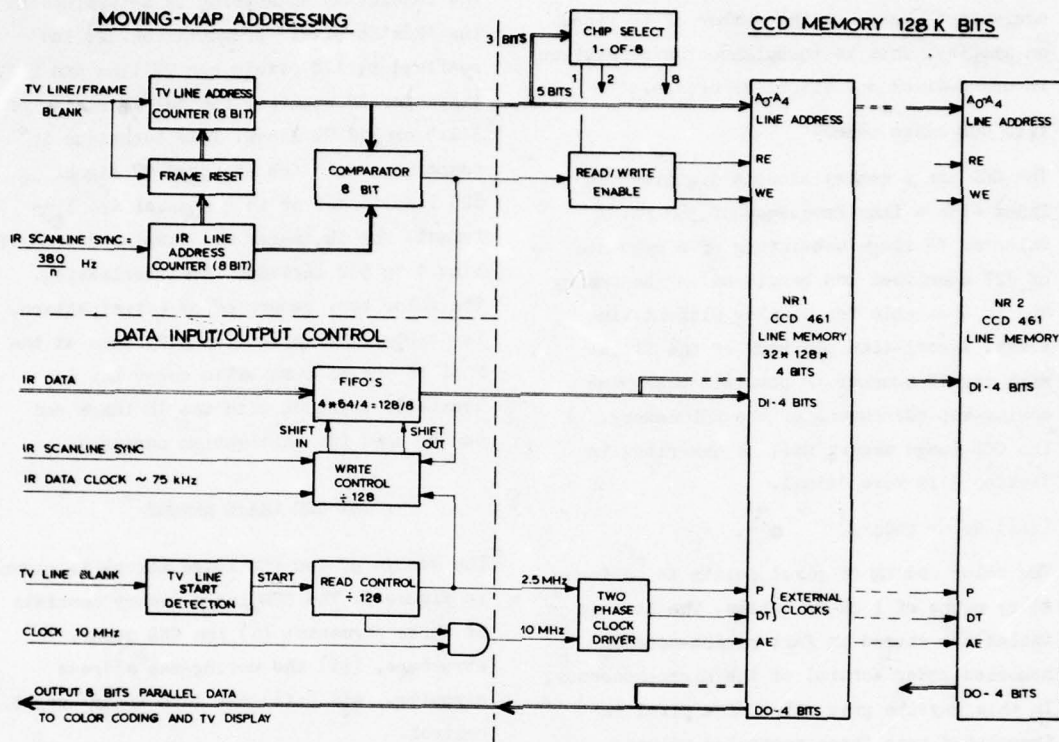 MOVING-MAP ADDRESSING
CCD MEMORY 128 K BITS
3 BITS
CHIP SELECT
1-OF-8
1 2 8
TV LINE/FRAME
BLANK
TV LINE ADDRESS
COUNTER (8 BIT)
5 BITS
A0-A4
LINE ADDRESS
A0-A4
LINE ADDRESS
FRAME RESET
COMPARATOR
8 BIT
READ/WRITE
ENABLE
RE
RE
WE
WE
IR SCANLINE SYNC =
380/n Hz
IR LINE
ADDRESS
COUNTER (8 BIT)
NR 1
CCD 461
LINE MEMORY
32 x 128 x
4 BITS
NR 2
CCD 461
LINE MEMORY
DATA INPUT/OUTPUT CONTROL
IR DATA
FIFO'S
4 x 64/4 = 128/8
DI-4 BITS
DI-4 BITS
SHIFT
IN
SHIFT
OUT
IR SCANLINE SYNC
WRITE
CONTROL
÷ 128
IR DATA CLOCK ~ 75 kHz
TV LINE BLANK
TV LINE
START
DETECTION
START
READ CONTROL
÷ 128
2.5 MHz
TWO
PHASE
CLOCK
DRIVER
P
DT
EXTERNAL
CLOCKS
P
DT
CLOCK 10 MHz
10 MHz
AE
AE
OUTPUT 8 BITS PARALLEL DATA
TO COLOR CODING AND TV DISPLAY
DO-4 BITS
DO-4 BITS